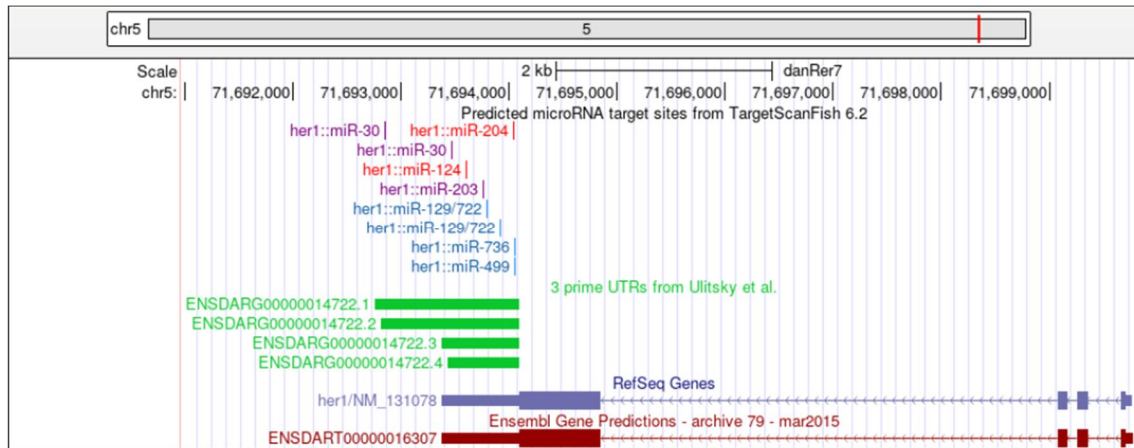 chr5 5
Scale 2 kb danRer7
chr5: 71,692,000 71,693,000 71,694,000 71,695,000 71,696,000 71,697,000 71,698,000 71,699,000
Predicted microRNA target sites from TargetScanFish 6.2
her1::miR-30 her1::miR-204
her1::miR-30
her1::miR-124
her1::miR-203
her1::miR-129/722
her1::miR-129/722
her1::miR-736
her1::miR-499
3 prime UTRs from Ulitsky et al.
ENSDARG00000014722.1
ENSDARG00000014722.2
ENSDARG00000014722.3
ENSDARG00000014722.4
RefSeq Genes
her1/NM_131078
Ensembl Gene Predictions - archive 79 - mar2015
ENSDART00000016307